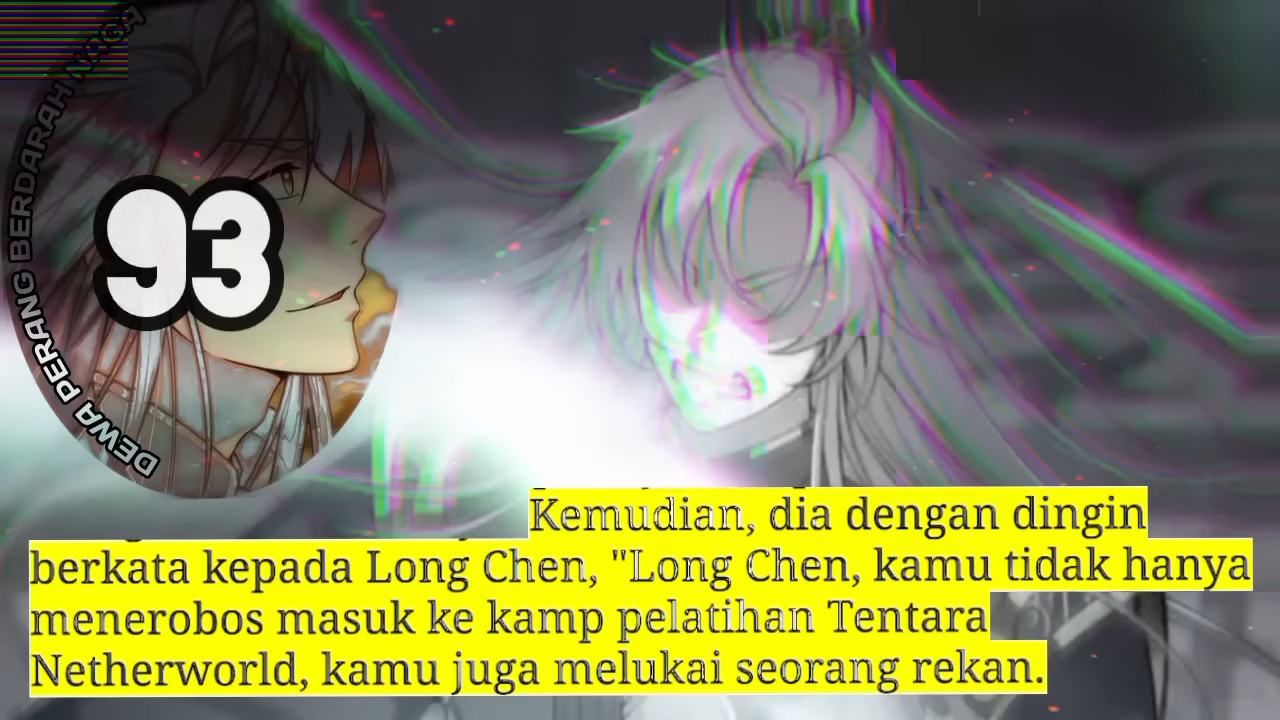 DEWA PERANG BERDARAH NAGA
93
Kemudian, dia dengan dingin
berkata kepada Long Chen, "Long Chen, kamu tidak hanya
menerobos masuk ke kamp pelatihan Tentara
Netherworld, kamu juga melukai seorang rekan.